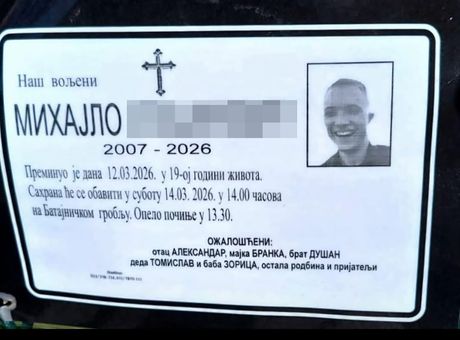 Наш вољени
МИХАЈЛО
2007 - 2026
Преминуо је дана 12.03.2026. у 19-ој години живота.
Сахрана ће се обавити у суботу 14.03. 2026. у 14.00 часова
на Батајничком гробљу. Опело почиње у 13.30.
ОЖАЛОШЋЕНИ:
отац АЛЕКСАНДАР, мајка БРАНКА, брат ДУШАН
деда ТОМИСЛАВ и баба ЗОРИЦА, остала родбина и пријатељи